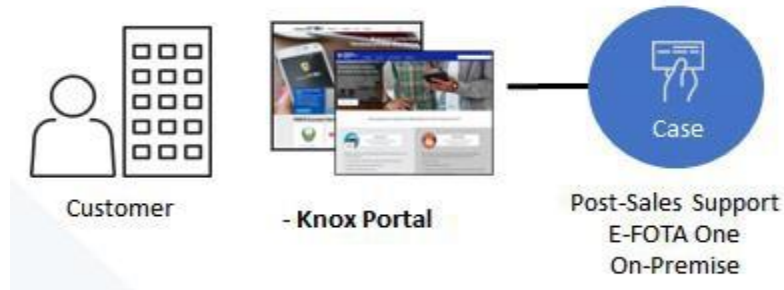 Case
Customer
- Knox Portal
Post-Sales Support
E-FOTA One
On-Premise